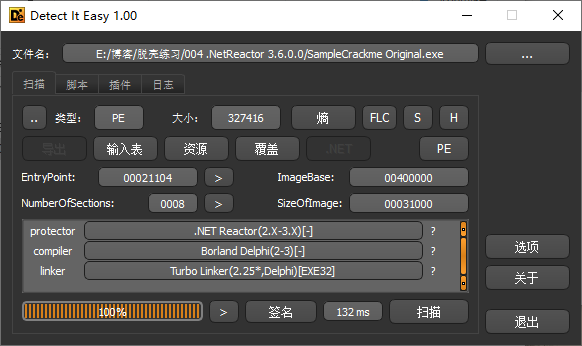 Detect It Easy 1.00
文件名: E:/博客/脱壳练习/004 .NetReactor 3.6.0.0/SampleCrackme Original.exe ...
扫描 脚本 插件 日志
.. 类型: PE 大小: 327416 熵 FLC S H
导出 输入表 资源 覆盖 .NET PE
EntryPoint: 00021104 > ImageBase: 00400000
NumberOfSections: 0008 > SizeOfImage: 00031000
protector .NET Reactor(2.X-3.X)[-] ?
compiler Borland Delphi(2-3)[-] ?
linker Turbo Linker(2.25*,Delphi)[EXE32] ?
选项
关于
100% > 签名 132 ms 扫描
退出